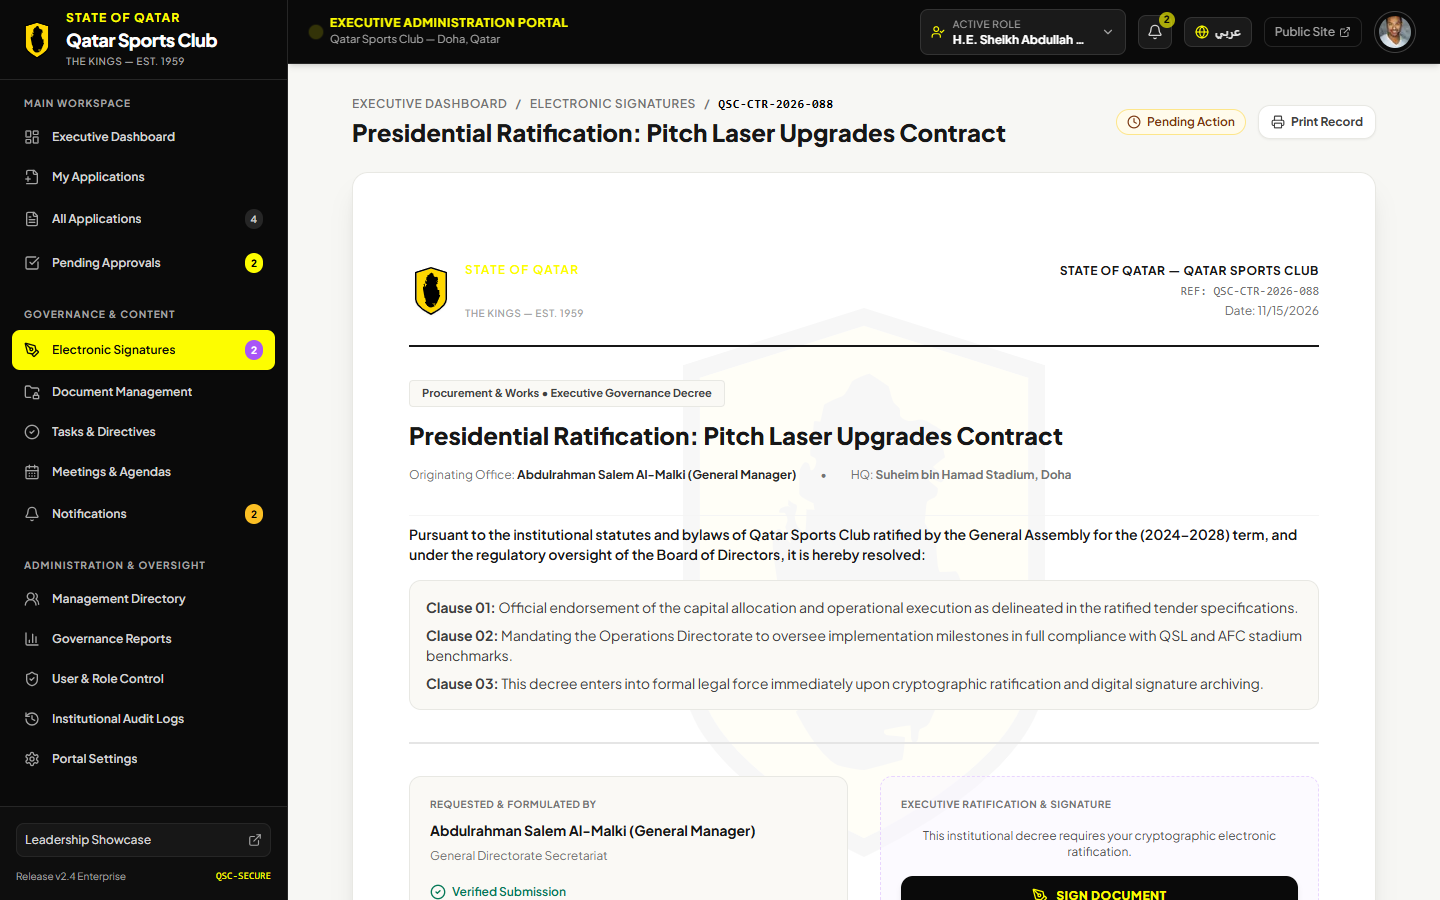 STATE OF QATAR
Qatar Sports Club
THE KINGS — EST. 1959
MAIN WORKSPACE
Executive Dashboard
My Applications
All Applications
4
Pending Approvals
2
GOVERNANCE & CONTENT
Electronic Signatures
2
Document Management
Tasks & Directives
Meetings & Agendas
Notifications
2
ADMINISTRATION & OVERSIGHT
Management Directory
Governance Reports
User & Role Control
Institutional Audit Logs
Portal Settings
Leadership Showcase
Release v2.4 Enterprise
QSC-SECURE
EXECUTIVE ADMINISTRATION PORTAL
Qatar Sports Club — Doha, Qatar
ACTIVE ROLE
H.E. Sheikh Abdullah ...
2
عربي
Public Site
EXECUTIVE DASHBOARD / ELECTRONIC SIGNATURES / QSC-CTR-2026-088
Presidential Ratification: Pitch Laser Upgrades Contract
Pending Action
Print Record
STATE OF QATAR
THE KINGS — EST. 1959
STATE OF QATAR — QATAR SPORTS CLUB
REF: QSC-CTR-2026-088
Date: 11/15/2026
Procurement & Works • Executive Governance Decree
Presidential Ratification: Pitch Laser Upgrades Contract
Originating Office: Abdulrahman Salem Al-Malki (General Manager) • HQ: Suheim bin Hamad Stadium, Doha
Pursuant to the institutional statutes and bylaws of Qatar Sports Club ratified by the General Assembly for the (2024–2028) term, and
under the regulatory oversight of the Board of Directors, it is hereby resolved:
Clause 01: Official endorsement of the capital allocation and operational execution as delineated in the ratified tender specifications.
Clause 02: Mandating the Operations Directorate to oversee implementation milestones in full compliance with QSL and AFC stadium
benchmarks.
Clause 03: This decree enters into formal legal force immediately upon cryptographic ratification and digital signature archiving.
REQUESTED & FORMULATED BY
Abdulrahman Salem Al-Malki (General Manager)
General Directorate Secretariat
Verified Submission
EXECUTIVE RATIFICATION & SIGNATURE
This institutional decree requires your cryptographic electronic
ratification.
SIGN DOCUMENT